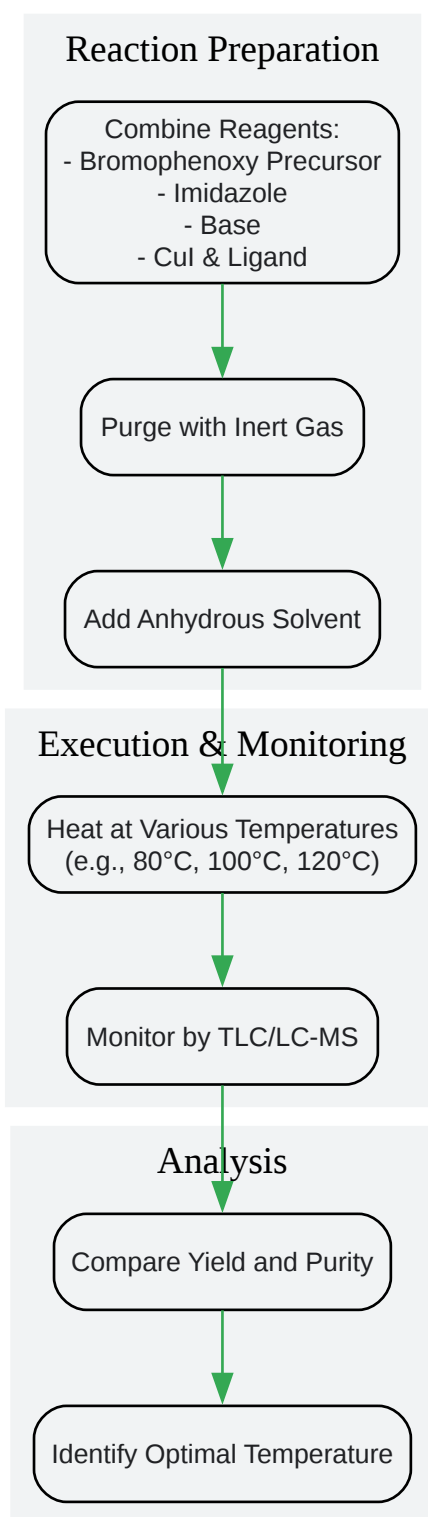 Reaction Preparation
Combine Reagents:
- Bromophenoxy Precursor
- Imidazole
- Base
- CuI & Ligand
Purge with Inert Gas
Add Anhydrous Solvent
Execution & Monitoring
Heat at Various Temperatures
(e.g., 80°C, 100°C, 120°C)
Monitor by TLC/LC-MS
Analysis
Compare Yield and Purity
Identify Optimal Temperature